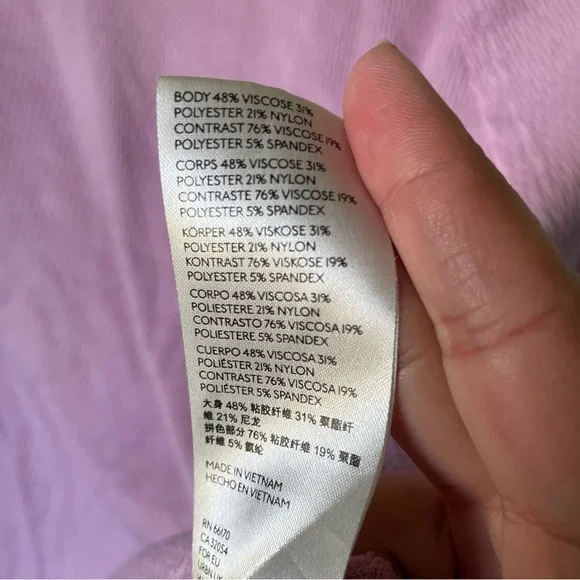 BODY 48% VISCOSE 31%
POLYESTER 21% NYLON
CONTRAST 76% VISCOSE 19%
POLYESTER 5% SPANDEX
CORPS 48% VISCOSE 31%
POLYESTER 21% NYLON
CONTRASTE 76% VISCOSE 19%
POLYESTER 5% SPANDEX
KÖRPER 48% VISKOSE 31%
POLYESTER 21% NYLON
KONTRAST 76% VISKOSE 19%
POLYESTER 5% SPANDEX
CORPO 48% VISCOSA 31%
POLIESTERE 21% NYLON
CONTRASTO 76% VISCOSA 19%
POLIESTERE 5% SPANDEX
CUERPO 48% VISCOSA 31%
POLIÉSTER 21% NYLON
CONTRASTE 76% VISCOSA 19%
POLIÉSTER 5% SPANDEX
大身 48% 粘胶纤维 31% 聚酯纤
维 21% 尼龙
拼色部分 76% 粘胶纤维 19% 聚酯
纤维 5% 氨纶
MADE IN VIETNAM
HECHO EN VIETNAM
RN 66170
CA 32054
FOR EU
URBN UK